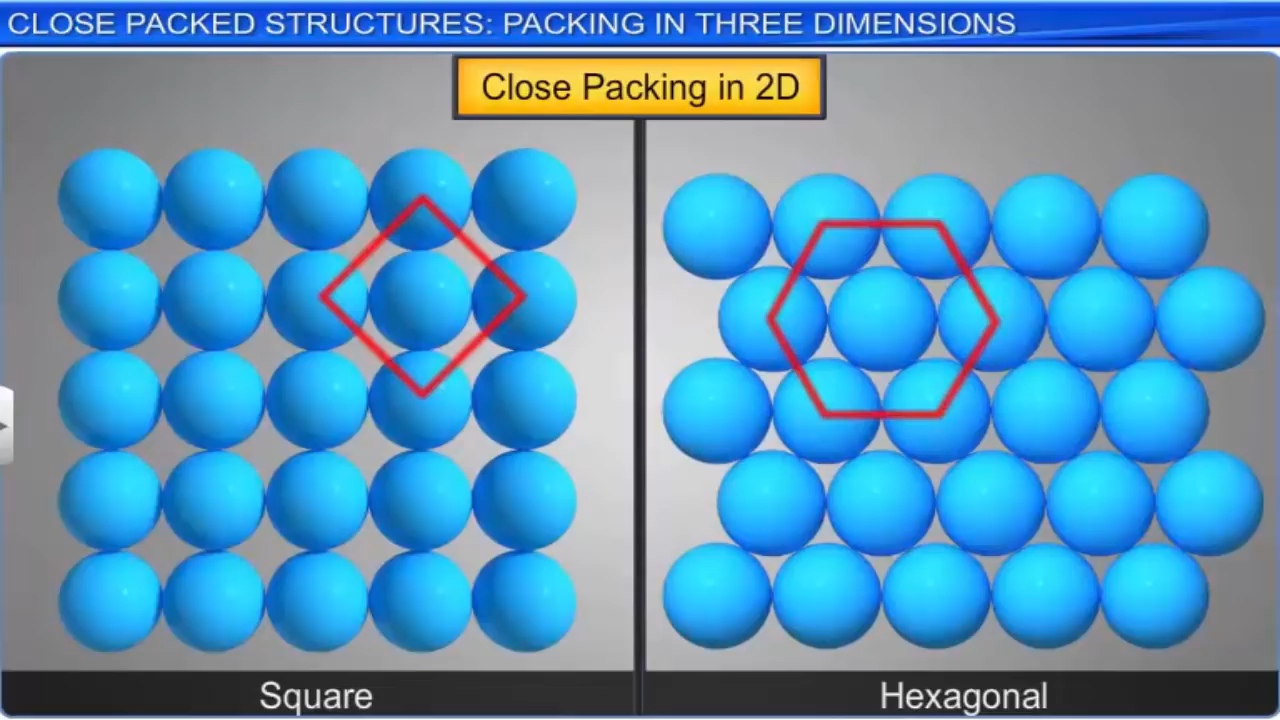 CLOSE PACKED STRUCTURES: PACKING IN THREE DIMENSIONS
Close Packing in 2D
Square
Hexagonal